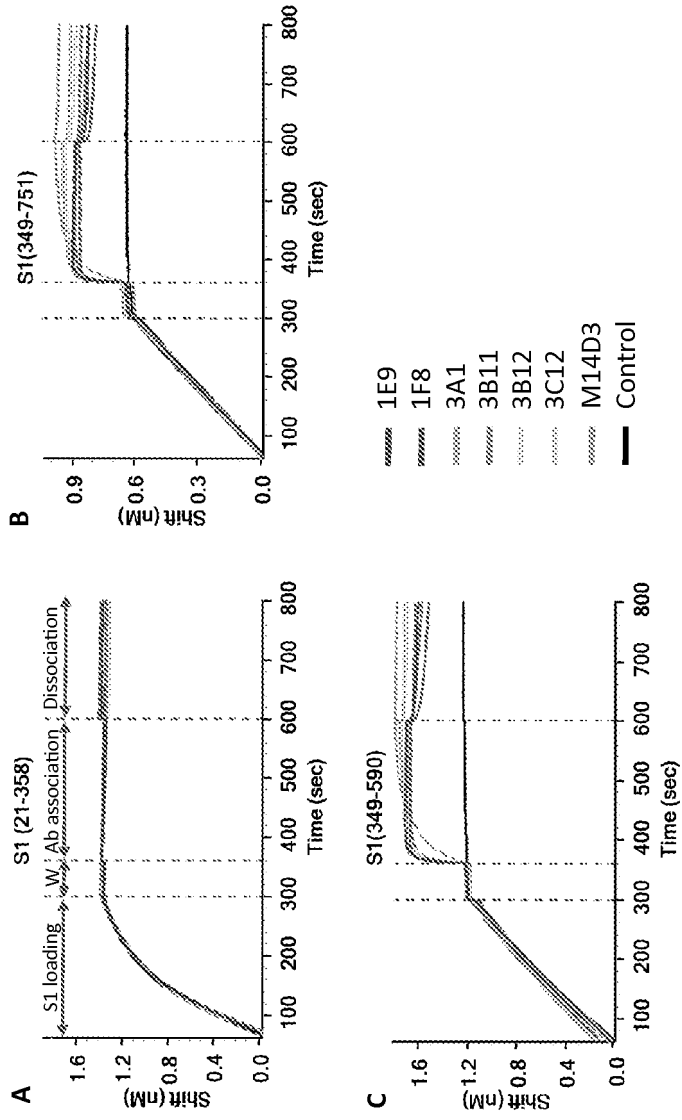 A
S1 (21-358)
S1 loading
W
Ab association
Dissociation
Shift (nM)
1.6
1.2
0.8
0.4
0.0
100
200
300
400
500
600
700
800
Time (sec)
B
S1(349-751)
Shift (nM)
0.9
0.6
0.3
0.0
100
200
300
400
500
600
700
800
Time (sec)
C
S1(349-590)
Shift (nM)
1.6
1.2
0.8
0.4
0.0
100
200
300
400
500
600
700
800
Time (sec)
1E9
1F8
3A1
3B11
3B12
3C12
M14D3
Control